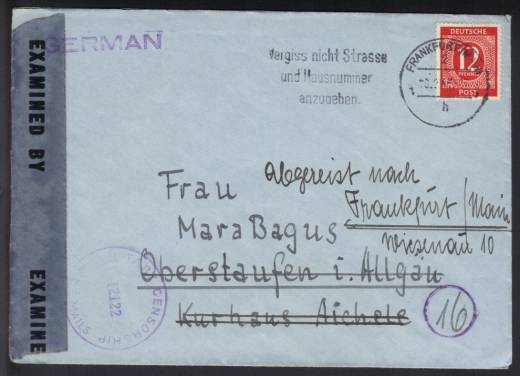 GERMAN
EXAMINED BY
EXAMINE
Vergiss nicht Strasse
und Hausnummer
anzugeben.
FRANKFURT
h
DEUTSCHE
12
PFENNIG
POST
abgereist nach
Frau
Frankfurt/Main
Mara Bagus
Wiesenau 10
Oberstaufen i. Allgäu
Kurhaus Aichele
16
CENSORSHIP
12122
MAILS